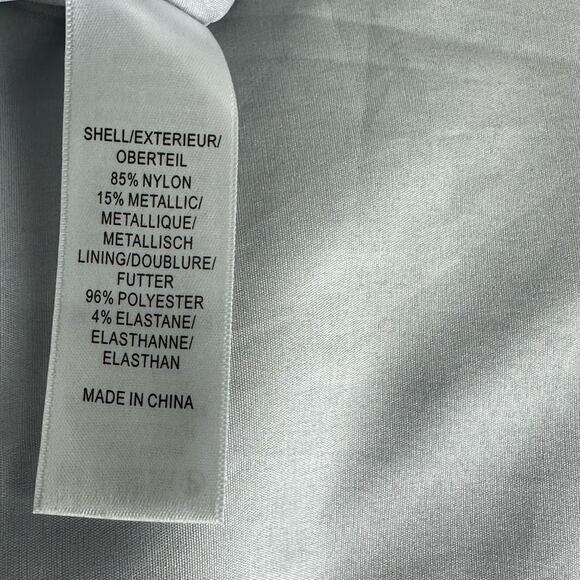 SHELL/EXTERIEUR/
OBERTEIL
85% NYLON
15% METALLIC/
METALLIQUE/
METALLISCH
LINING/DOUBLURE/
FUTTER
96% POLYESTER
4% ELASTANE/
ELASTHANNE/
ELASTHAN
MADE IN CHINA